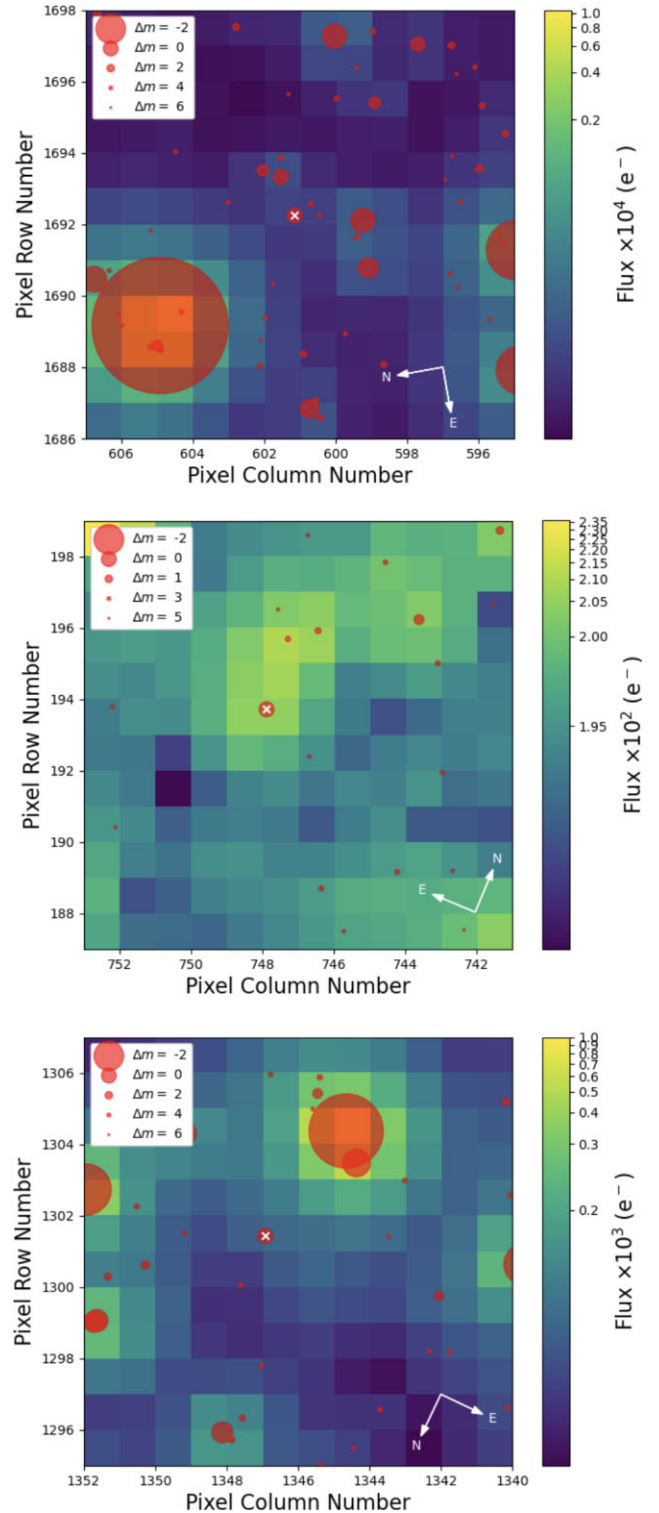 1698
1696
1694
1692
1690
1688
1686
Pixel Row Number
Δm = -2
Δm = 0
Δm = 2
Δm = 4
Δm = 6
N
E
606 604 602 600 598 596
Pixel Column Number
1.0
0.8
0.6
0.4
0.2
Flux ×10⁴ (e⁻)
198
196
194
192
190
188
Pixel Row Number
Δm = -2
Δm = 0
Δm = 1
Δm = 3
Δm = 5
N
E
752 750 748 746 744 742
Pixel Column Number
2.35
2.30
2.25
2.20
2.15
2.10
2.05
2.00
1.95
Flux ×10² (e⁻)
1306
1304
1302
1300
1298
1296
Pixel Row Number
Δm = -2
Δm = 0
Δm = 2
Δm = 4
Δm = 6
E
N
1352 1350 1348 1346 1344 1342 1340
Pixel Column Number
1.0
0.9
0.8
0.7
0.6
0.5
0.4
0.3
0.2
Flux ×10³ (e⁻)